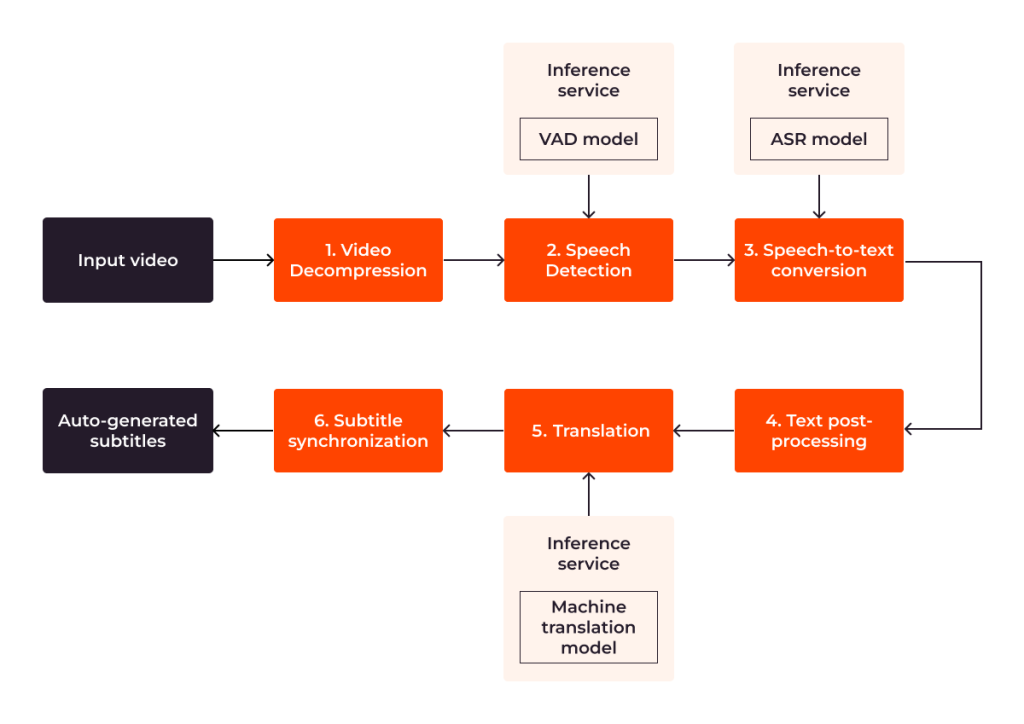 Inference
service
VAD model
Inference
service
ASR model
Input video
1. Video
Decompression
2. Speech
Detection
3. Speech-to-text
conversion
Auto-generated
subtitles
6. Subtitle
synchronization
5. Translation
4. Text post-
processing
Inference
service
Machine
translation
model